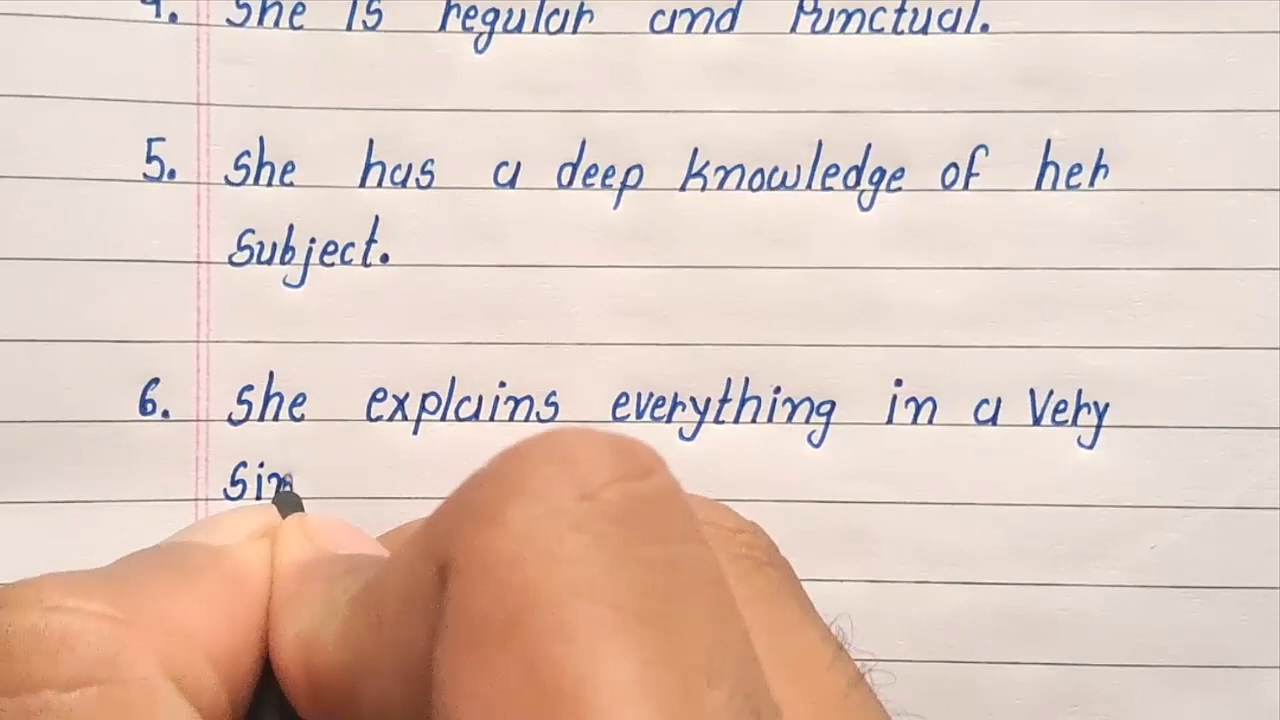 4. She is regular and Punctual.
5. She has a deep knowledge of her
Subject.
6. She explains everything in a Very
Sim